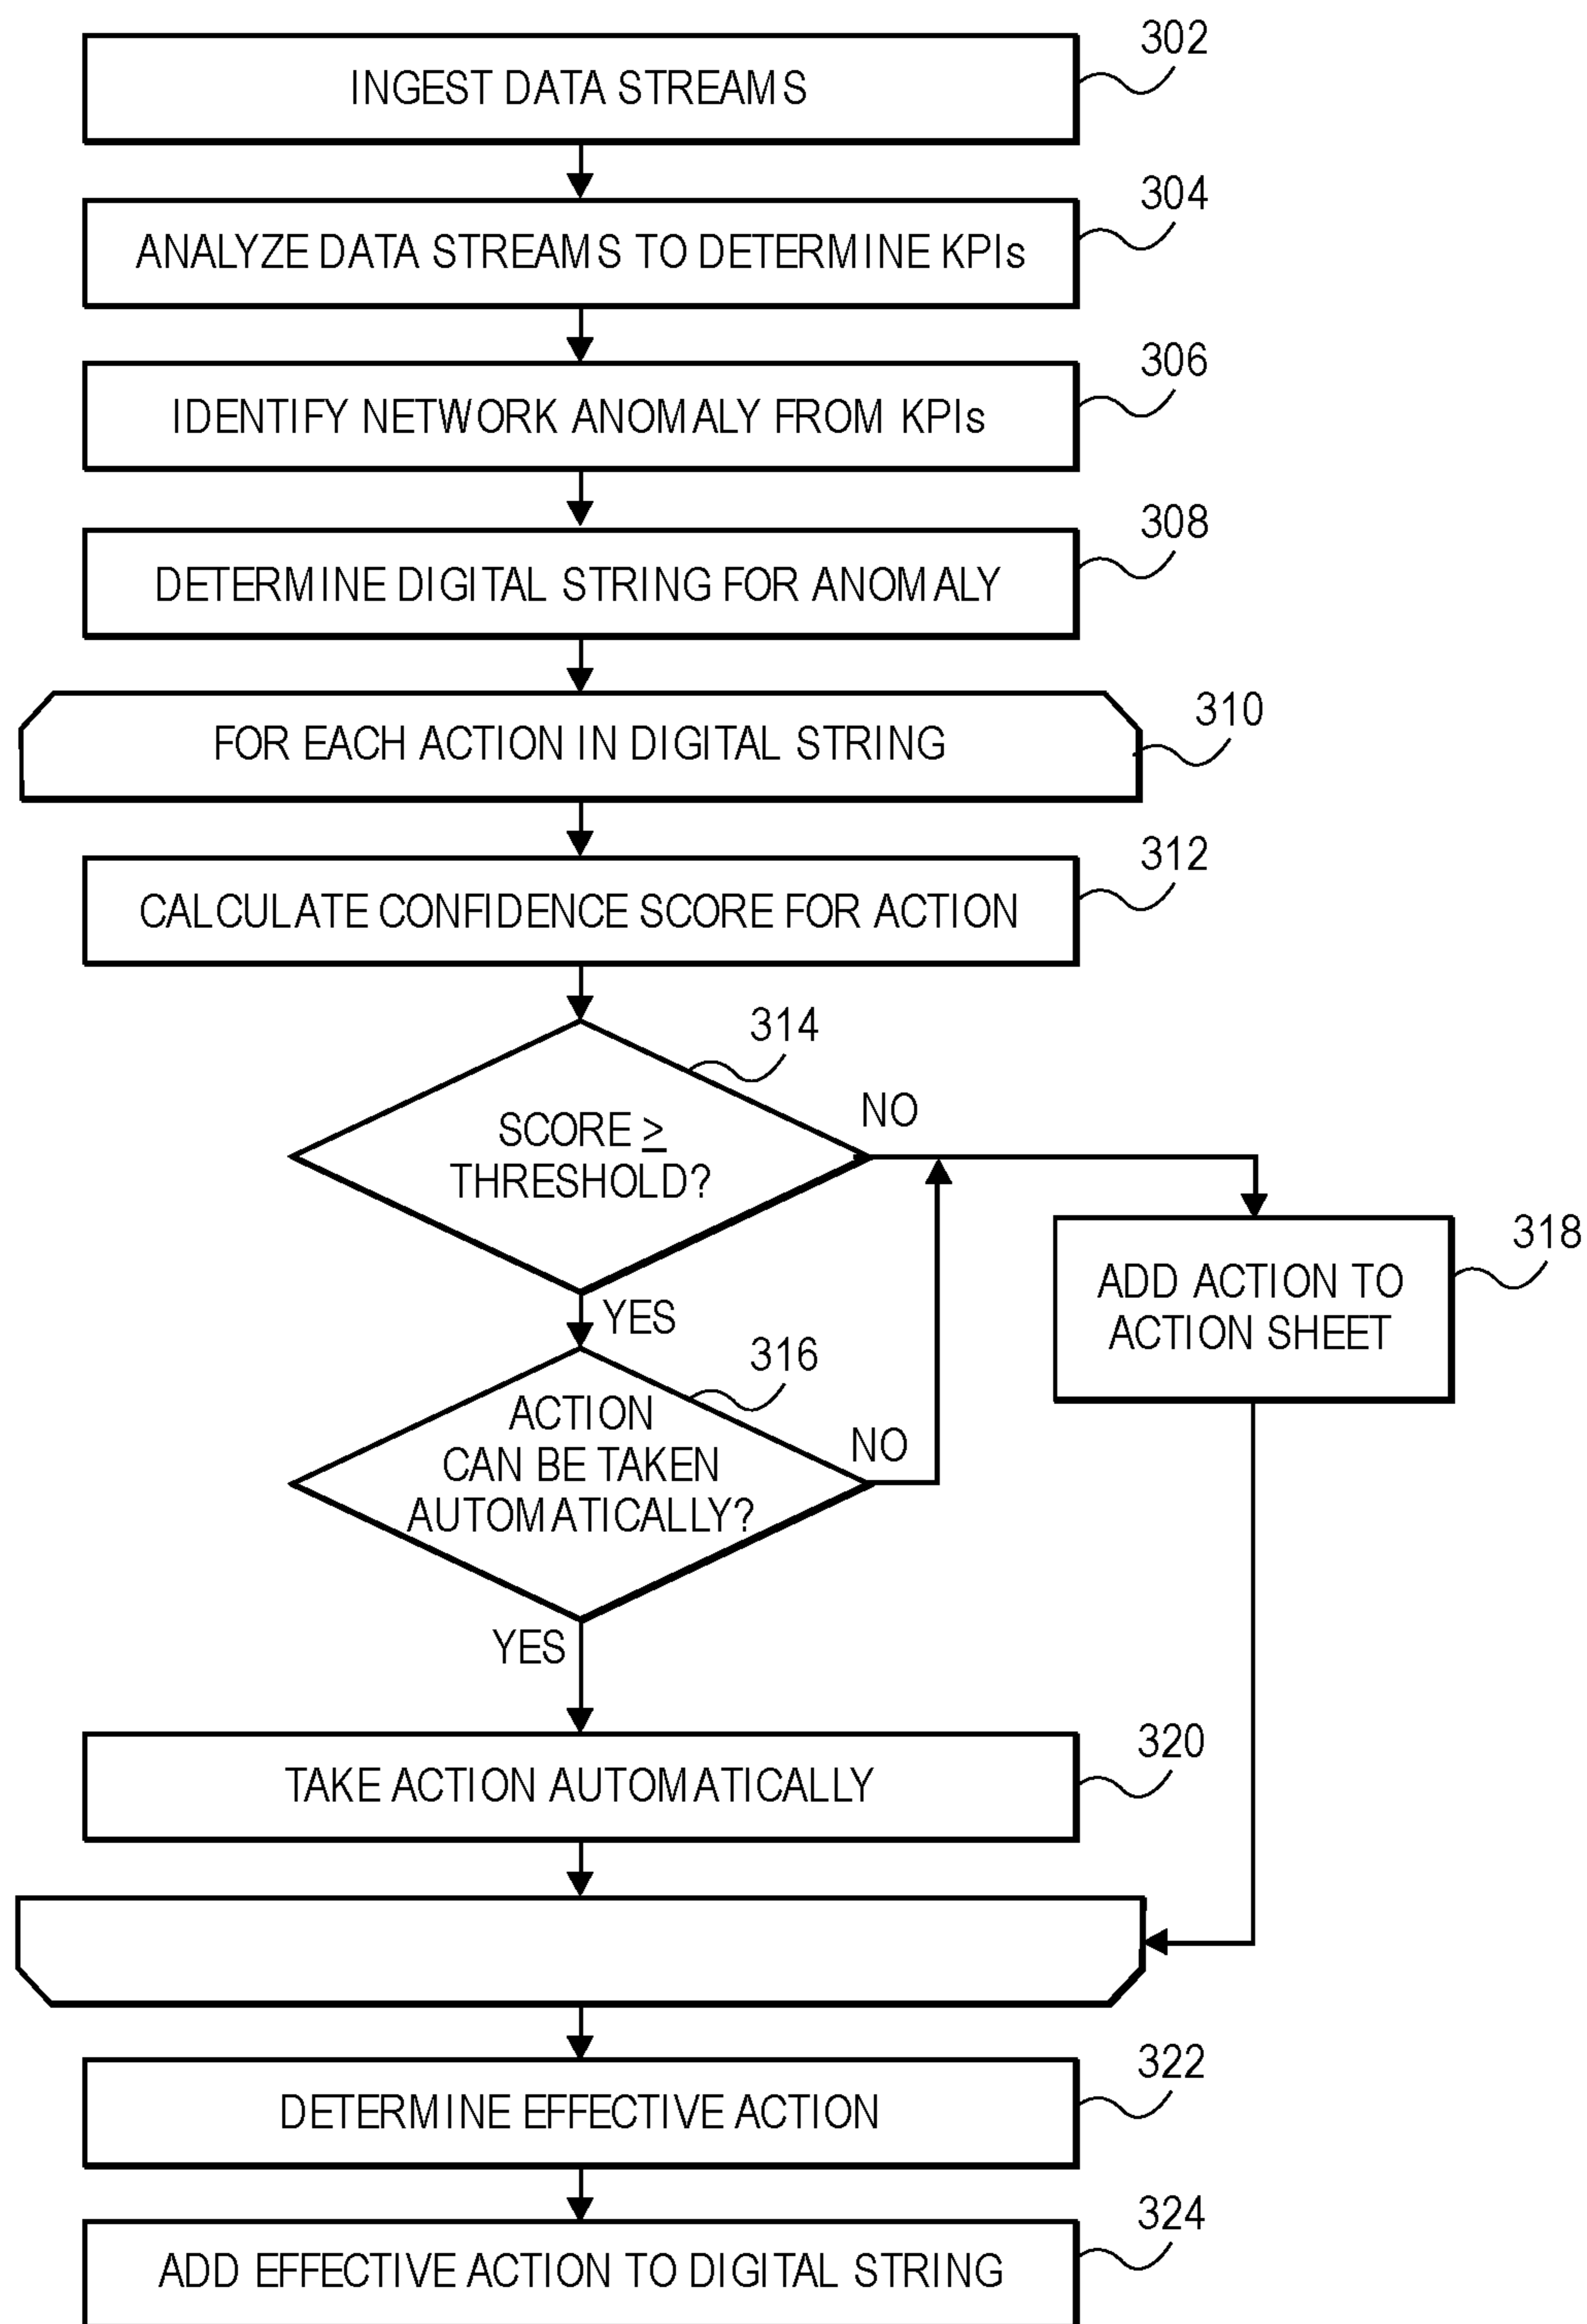 302
INGEST DATA STREAMS
304
ANALYZE DATA STREAMS TO DETERMINE KPIs
306
IDENTIFY NETWORK ANOMALY FROM KPIs
308
DETERMINE DIGITAL STRING FOR ANOMALY
310
FOR EACH ACTION IN DIGITAL STRING
312
CALCULATE CONFIDENCE SCORE FOR ACTION
314
SCORE ≥
THRESHOLD?
NO
YES
316
ACTION
CAN BE TAKEN
AUTOMATICALLY?
NO
YES
318
ADD ACTION TO
ACTION SHEET
320
TAKE ACTION AUTOMATICALLY
322
DETERMINE EFFECTIVE ACTION
324
ADD EFFECTIVE ACTION TO DIGITAL STRING